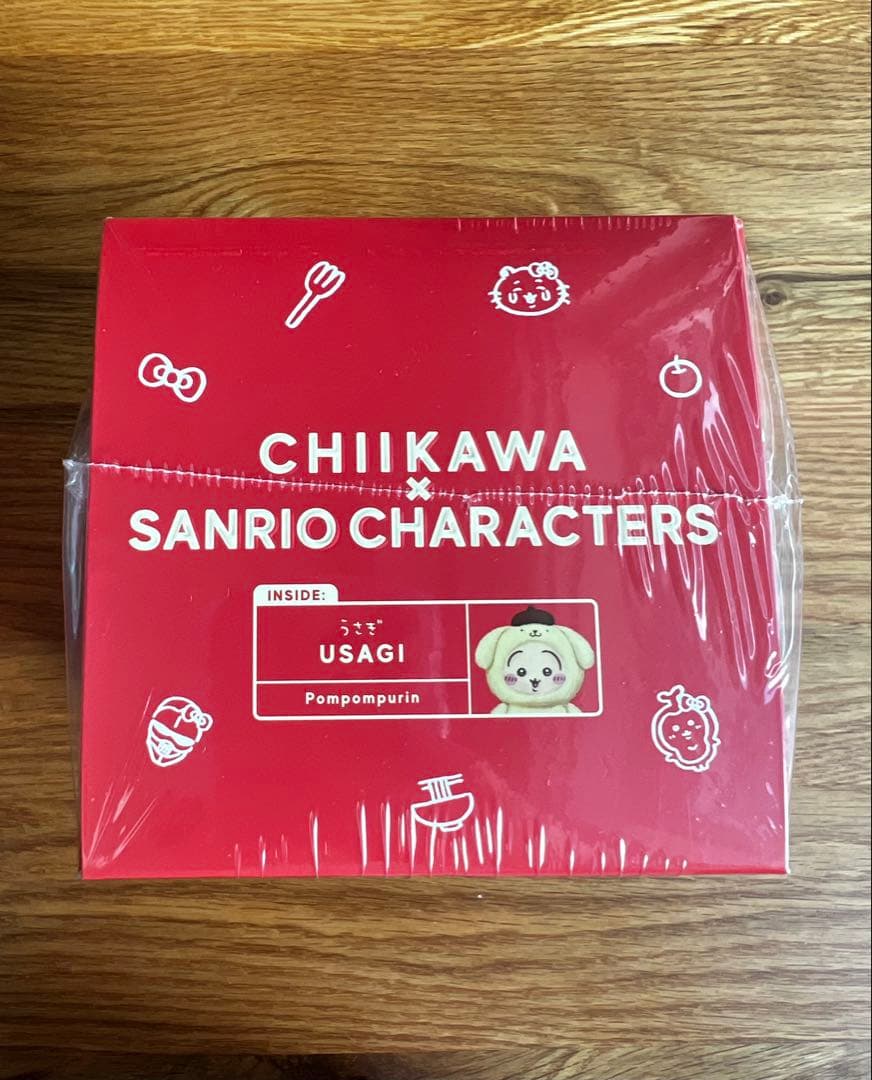 CHIIKAWA
×
SANRIO CHARACTERS
INSIDE:
うさぎ
USAGI
Pompompurin